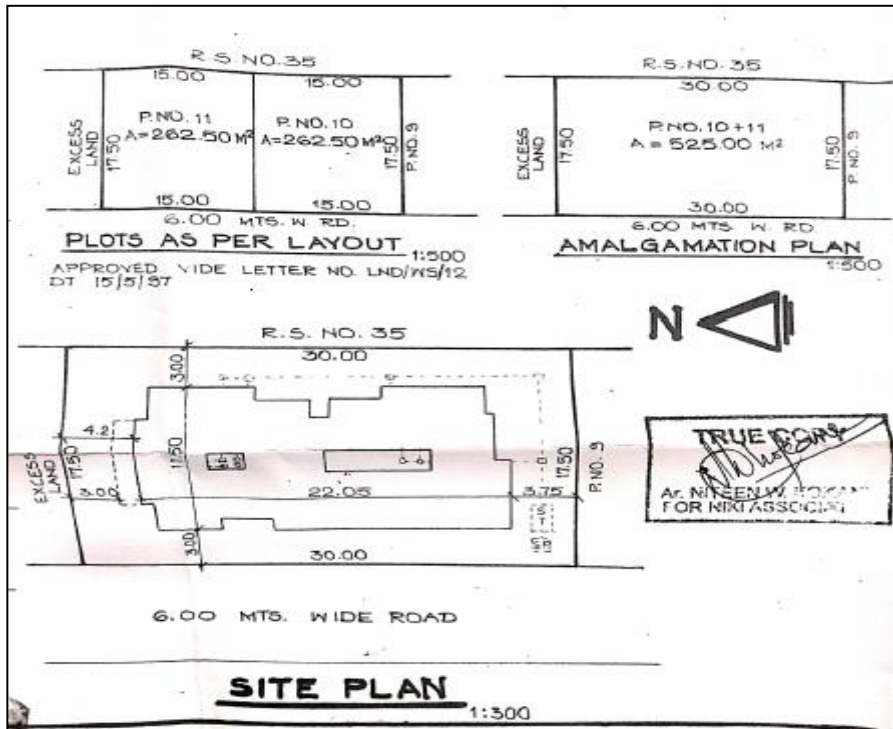 R.S.NO.35
15.00 15.00
P.NO.11
A=262.50 M²
P.NO.10
A=262.50 M²
EXCESS LAND
17.50
17.50
P.NO.9
15.00 15.00
6.00 MTS. W. RD.
PLOTS AS PER LAYOUT
1:500
APPROVED VIDE LETTER NO. LND/WS/12
DT 15/5/97
R.S.NO.35
30.00
P.NO.10+11
A = 525.00 M²
EXCESS LAND
17.50
17.50
P.NO.9
30.00
6.00 MTS. W. RD.
AMALGAMATION PLAN
1:500
N
R.S. NO. 35
30.00
3.00
4.2
EXCESS LAND
17.50
11.50
17.50
P.NO. 9
3.00
22.05
3.75
S
T
3.00
30.00
6.00 MTS. WIDE ROAD
SITE PLAN
1:300
TRUE COPY
Ar. NITEEN W.
FOR NIKI